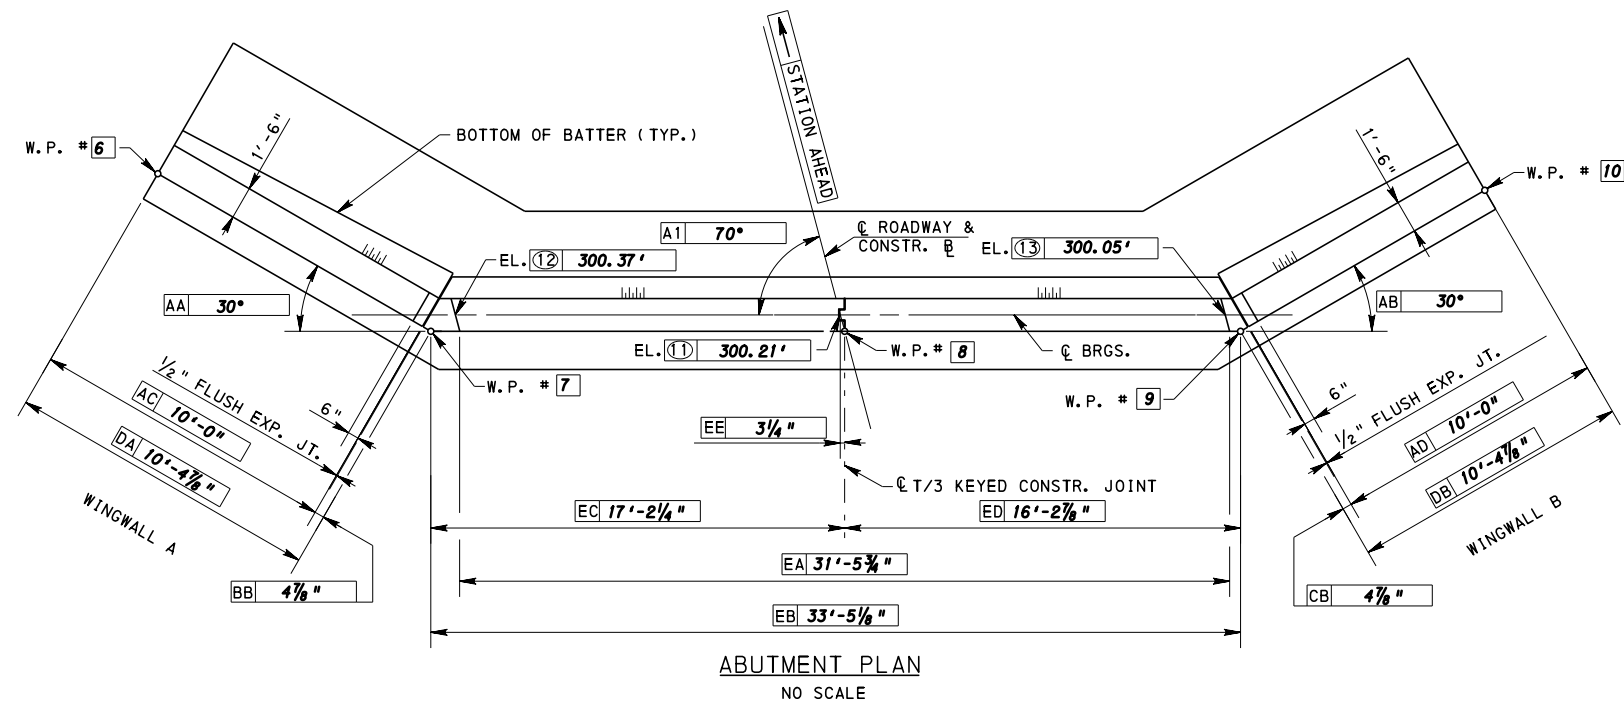 STATION AHEAD
W.P. #6
1'-6"
BOTTOM OF BATTER (TYP.)
1'-6"
W.P. # 10
A1 70°
℄ ROADWAY &
CONSTR. ℄B
EL. 12 300.37'
EL. 13 300.05'
AA 30°
AB 30°
EL. 11 300.21'
W.P.# 8
℄ BRGS.
W.P. # 7
W.P. # 9
1/2" FLUSH EXP. JT.
6"
AC 10'-0"
DA 10'-4 7/8"
WINGWALL A
BB 4 7/8"
EE 3 1/4"
℄ T/3 KEYED CONSTR. JOINT
EC 17'-2 1/4"
ED 16'-2 7/8"
EA 31'-5 3/4"
EB 33'-5 1/8"
6"
1/2" FLUSH EXP. JT.
AD 10'-0"
DB 10'-4 7/8"
WINGWALL B
CB 4 7/8"
ABUTMENT PLAN
NO SCALE